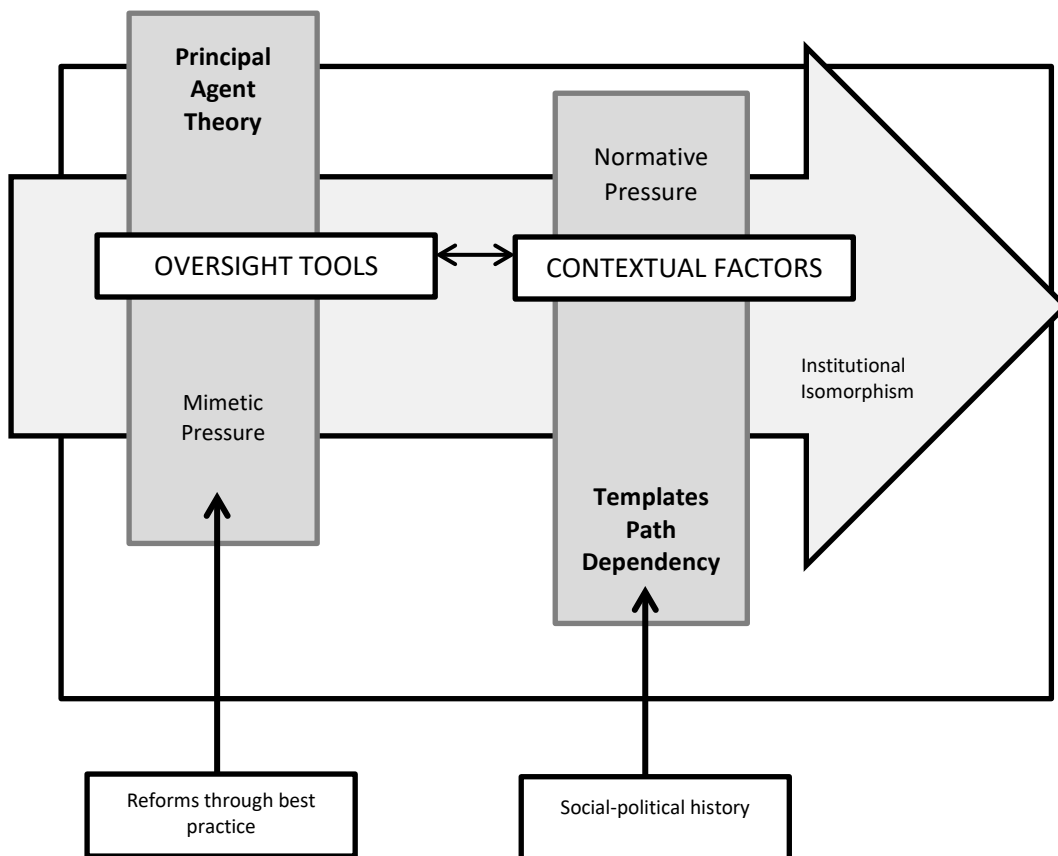 Principal
Agent
Theory
Normative
Pressure
OVERSIGHT TOOLS
CONTEXTUAL FACTORS
Institutional
Isomorphism
Mimetic
Pressure
Templates
Path
Dependency
Reforms through best
practice
Social-political history